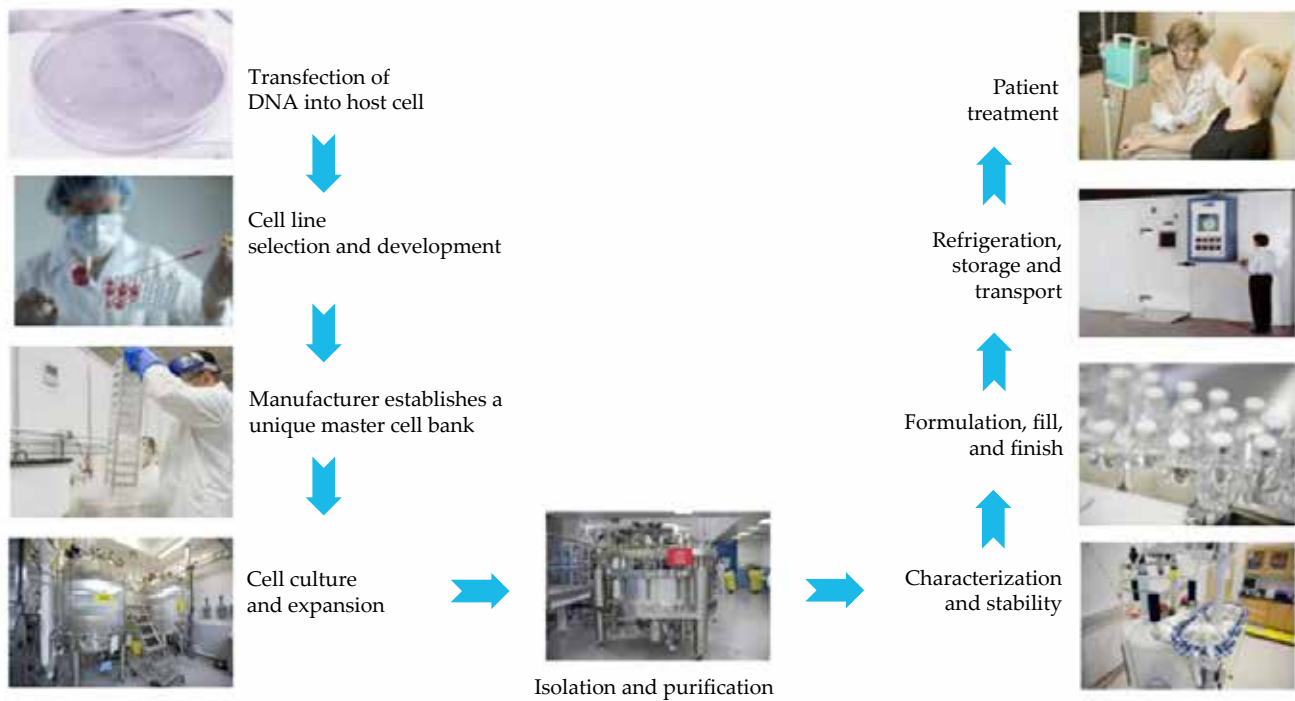 Transfection of
DNA into host cell
Cell line
selection and development
Manufacturer establishes a
unique master cell bank
Cell culture
and expansion
Isolation and purification
Characterization
and stability
Formulation, fill,
and finish
Refrigeration,
storage and
transport
Patient
treatment